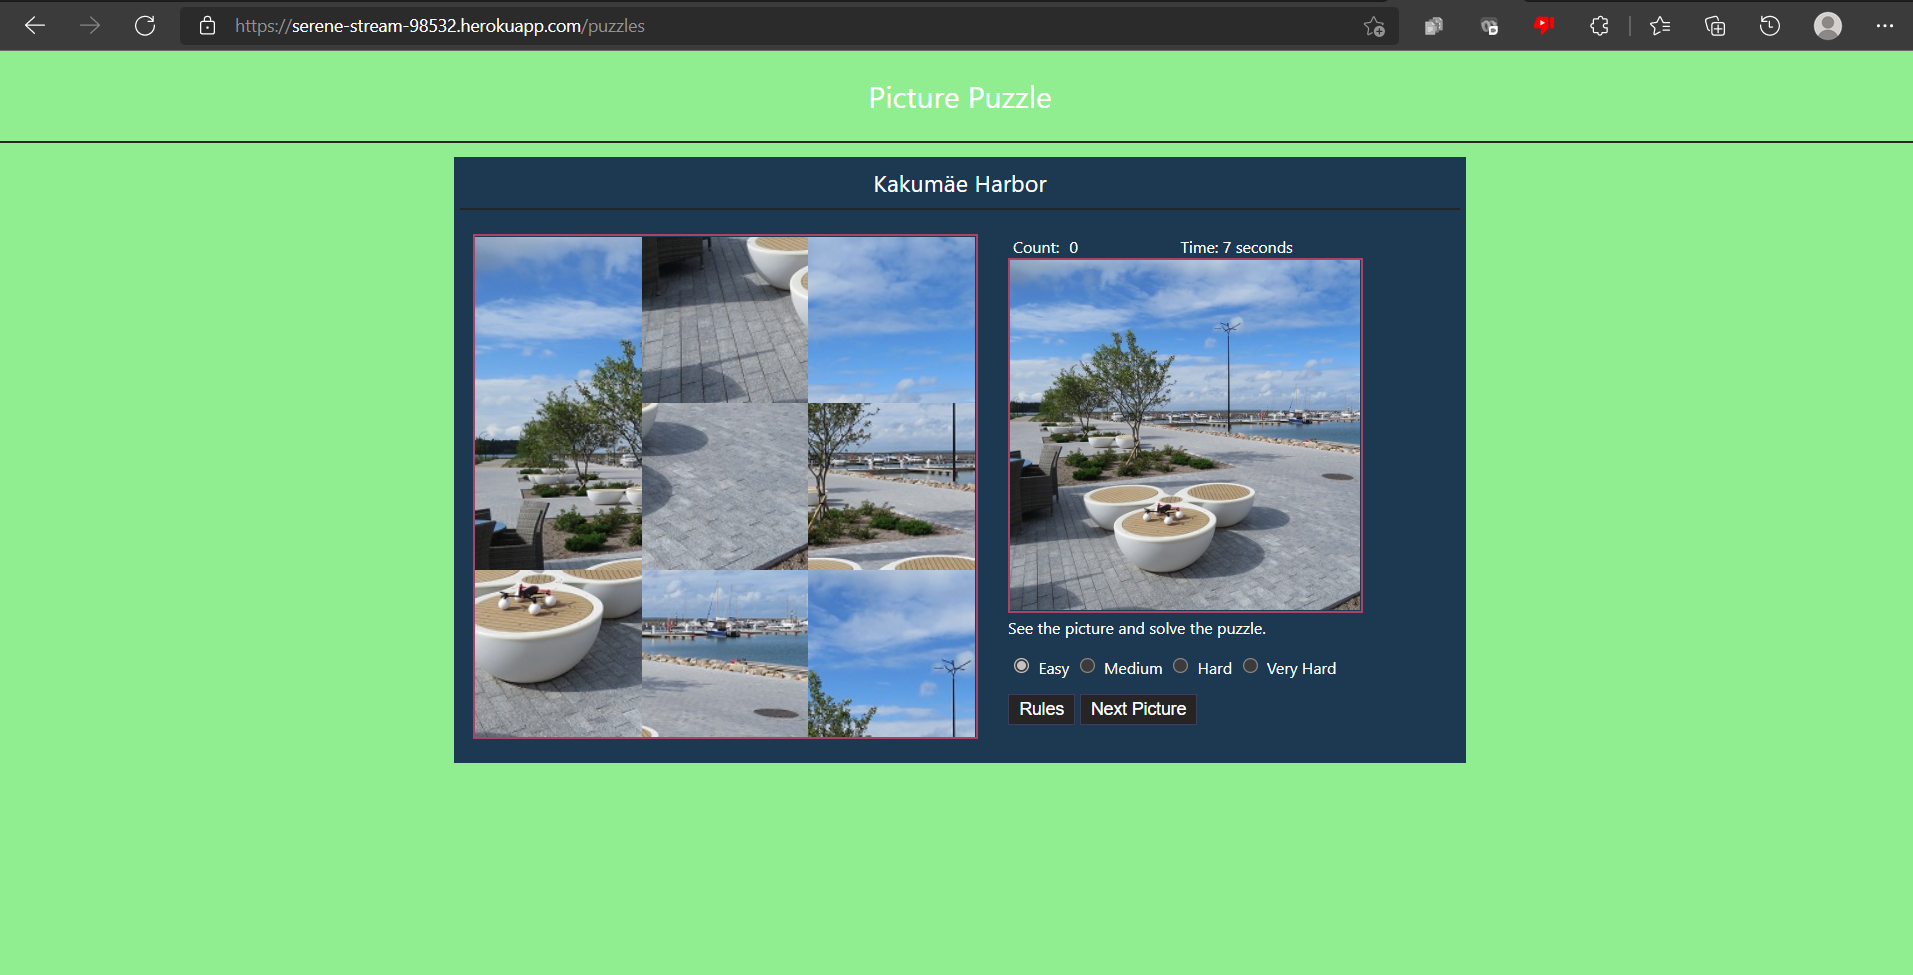 https://serene-stream-98532.herokuapp.com/puzzles
Picture Puzzle
Kakumäe Harbor
Count: 0 Time: 7 seconds
See the picture and solve the puzzle.
Easy Medium Hard Very Hard
Rules Next Picture